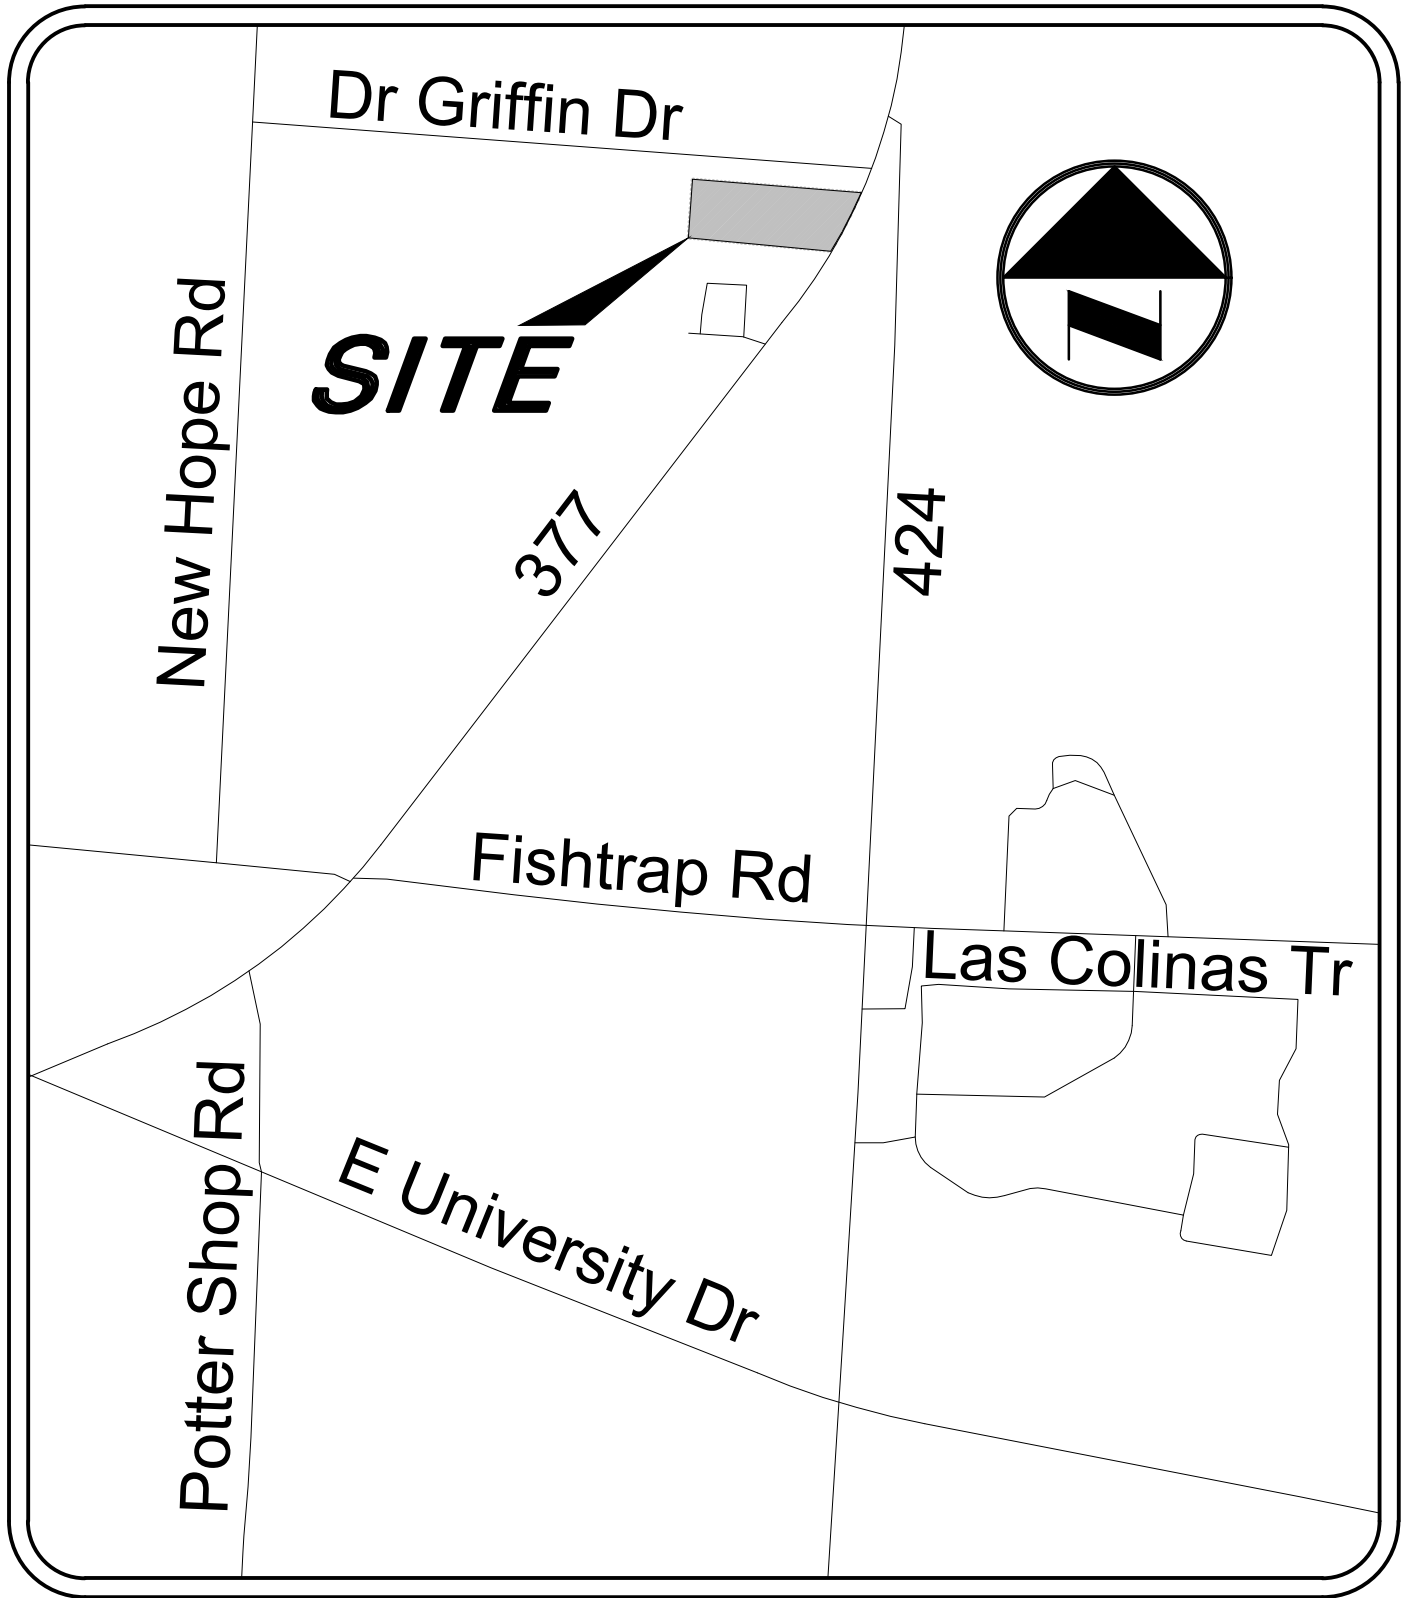 Dr Griffin Dr
New Hope Rd
SITE
N
377
424
Fishtrap Rd
Las Colinas Tr
Potter Shop Rd
E University Dr